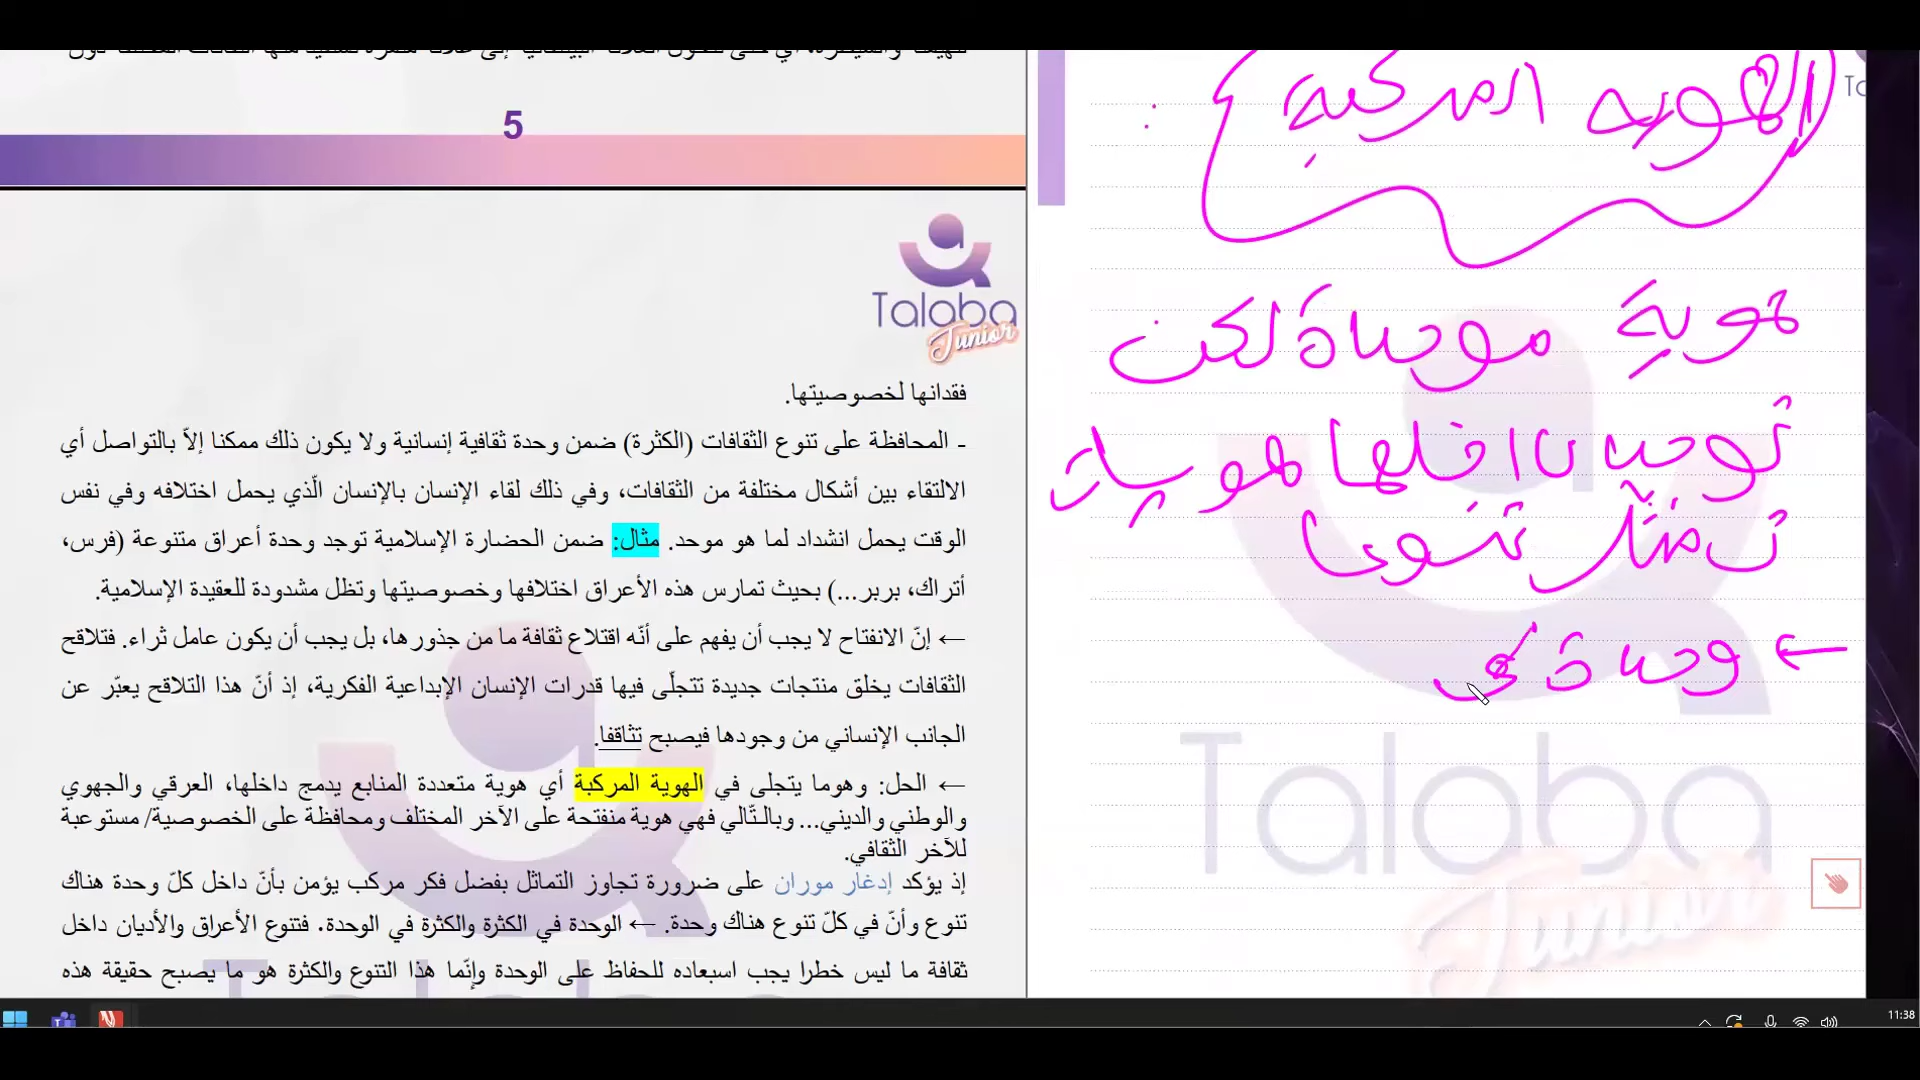 5
Talaba
Junior
فقدانها لخصوصيتها.
- المحافظة على تنوع الثقافات (الكثرة) ضمن وحدة ثقافية إنسانية ولا يكون ذلك ممكنا إلاّ بالتواصل أي
الالتقاء بين أشكال مختلفة من الثقافات، وفي ذلك لقاء الإنسان بالإنسان الّذي يحمل اختلافه وفي نفس
الوقت يحمل انشداد لما هو موحد. مثال: ضمن الحضارة الإسلامية توجد وحدة أعراق متنوعة (فرس،
أتراك، بربر...) بحيث تمارس هذه الأعراق اختلافها وخصوصيتها وتظل مشدودة للعقيدة الإسلامية.
← إنّ الانفتاح لا يجب أن يفهم على أنّه اقتلاع ثقافة ما من جذورها، بل يجب أن يكون عامل ثراء. فتلاقح
الثقافات يخلق منتجات جديدة تتجلّى فيها قدرات الإنسان الإبداعية الفكرية، إذ أنّ هذا التلاقح يعبّر عن
الجانب الإنساني من وجودها فيصبح تثاقفا.
← الحل: وهوما يتجلى في الهوية المركبة أي هوية متعددة المنابع يدمج داخلها، العرقي والجهوي
والوطني والديني... وبالتّالي فهي هوية منفتحة على الآخر المختلف ومحافظة على الخصوصية/ مستوعبة
للآخر الثقافي.
إذ يؤكد إدغار موران على ضرورة تجاوز التماثل بفضل فكر مركب يؤمن بأنّ داخل كلّ وحدة هناك
تنوع وأنّ في كلّ تنوع هناك وحدة. ← الوحدة في الكثرة والكثرة في الوحدة. فتنوع الأعراق والأديان داخل
ثقافة ما ليس خطرا يجب اسبعاده للحفاظ على الوحدة وإنّما هذا التنوع والكثرة هو ما يصبح حقيقة هذه
الهوية المركبة :
هوية موحدة لكن
توجد داخلها هويات
تنوعا
← وحدة
Talaba
Junior
11:38